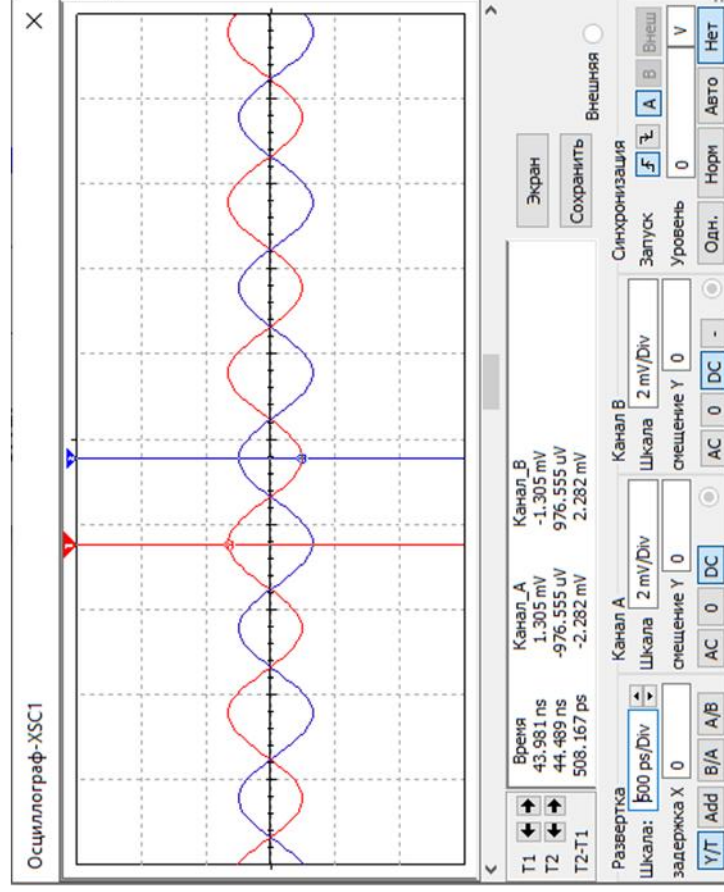 Осциллограф-XSC1
T1
T2
T2-T1
Время
43.981 ns
44.489 ns
508.167 ps
Канал_A
1.305 mV
-976.555 uV
-2.282 mV
Канал_B
-1.305 mV
976.555 uV
2.282 mV
Экран
Сохранить
Внешняя
Развертка
Шкала: 500 ps/Div
задержка X 0
Y/T Add B/A A/B
Канал A
Шкала 2 mV/Div
смещение Y 0
AC 0 DC
Канал B
Шкала 2 mV/Div
смещение Y 0
AC 0 DC -
Синхронизация
Запуск A B Внеш
Уровень 0 V
Одн. Норм Авто Нет